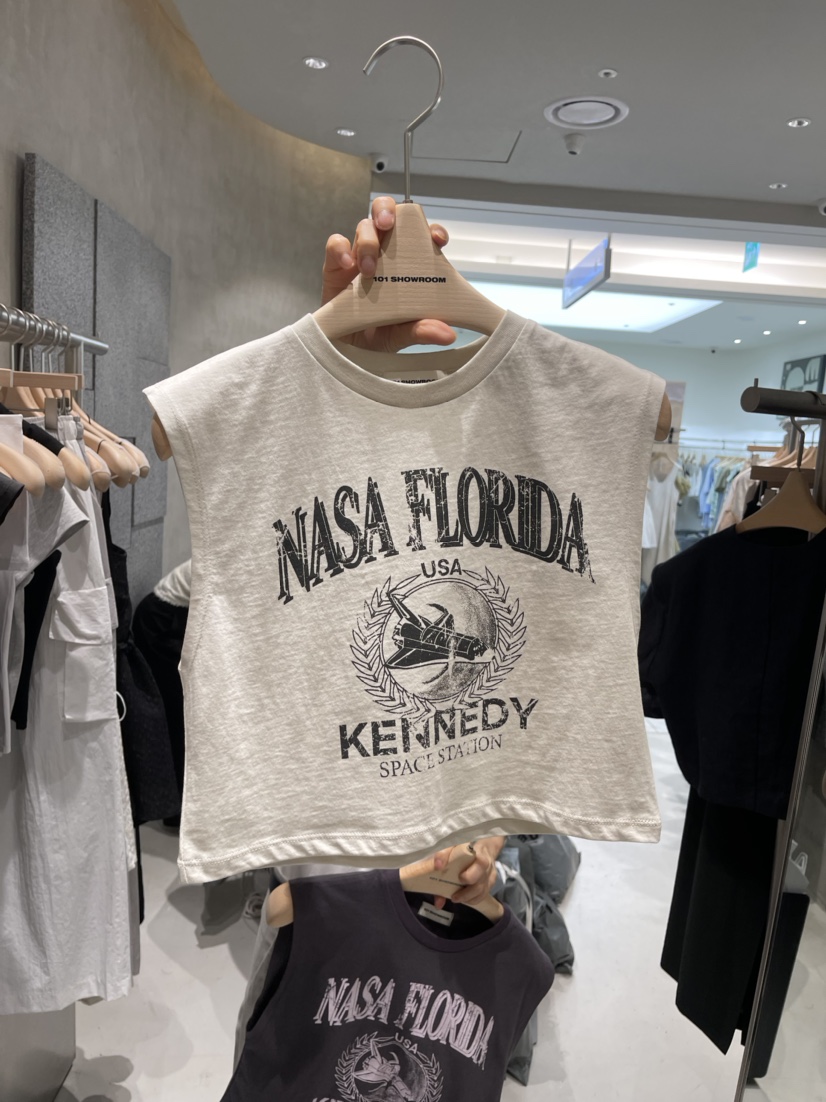 101 SHOWROOM
NASA FLORIDA
USA
KENNEDY
SPACE STATION
NASA FLORIDA
USA